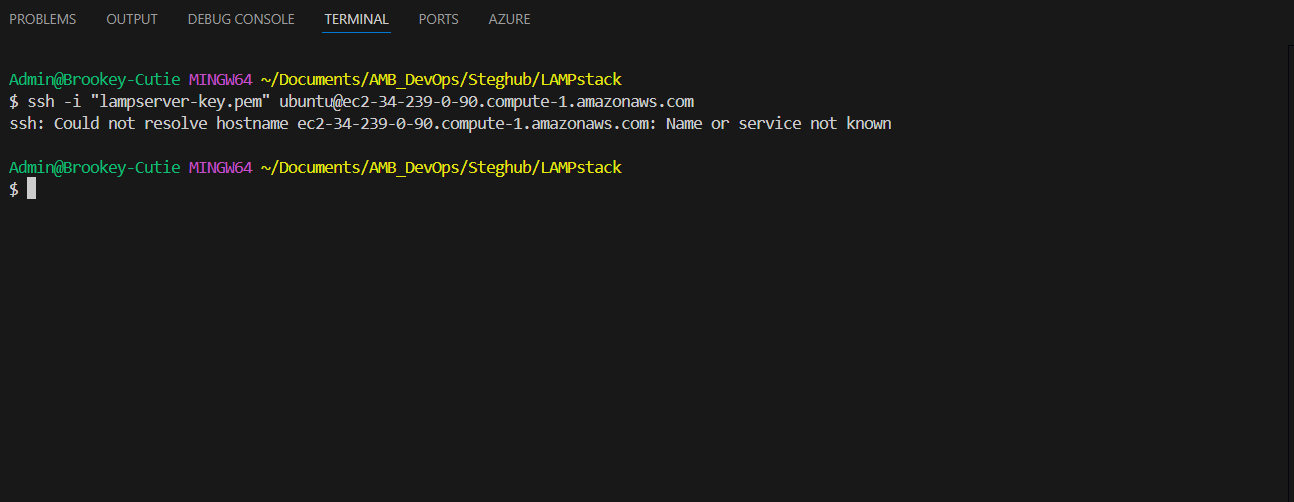 PROBLEMS OUTPUT DEBUG CONSOLE TERMINAL PORTS AZURE
Admin@Brookey-Cutie MINGW64 ~/Documents/AMB_DevOps/Steghub/LAMPstack
$ ssh -i "lampserver-key.pem" ubuntu@ec2-34-239-0-90.compute-1.amazonaws.com
ssh: Could not resolve hostname ec2-34-239-0-90.compute-1.amazonaws.com: Name or service not known
Admin@Brookey-Cutie MINGW64 ~/Documents/AMB_DevOps/Steghub/LAMPstack
$